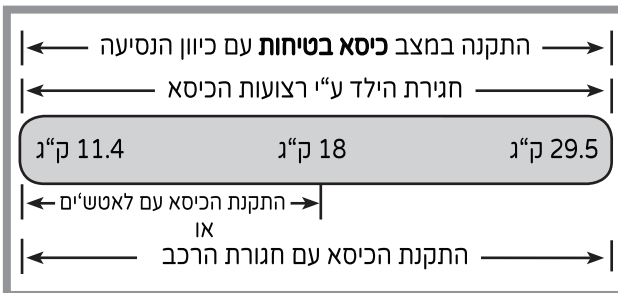 התקנה במצב כיסא בטיחות עם כיוון הנסיעה
חגירת הילד ע“י רצועות הכיסא
29.5 ק“ג 18 ק“ג 11.4 ק“ג
התקנת הכיסא עם לאטש‘ים
או
התקנת הכיסא עם חגורת הרכב